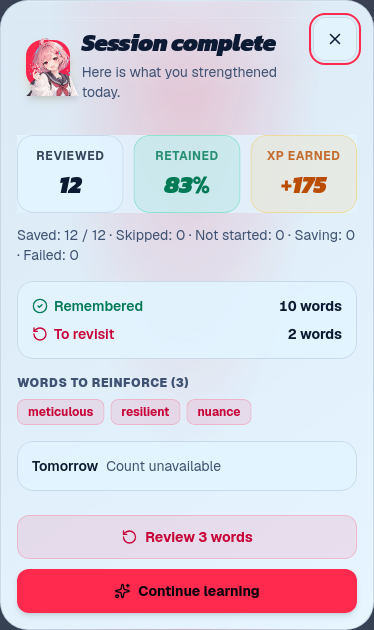 Session complete
Here is what you strengthened
today.
REVIEWED
12
RETAINED
83%
XP EARNED
+175
Saved: 12 / 12 · Skipped: 0 · Not started: 0 · Saving: 0
· Failed: 0
Remembered 10 words
To revisit 2 words
WORDS TO REINFORCE (3)
meticulous resilient nuance
Tomorrow Count unavailable
Review 3 words
Continue learning